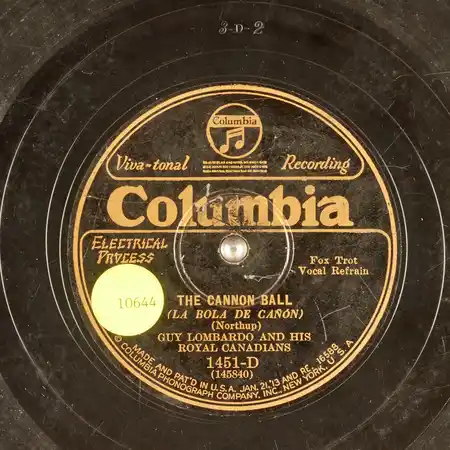 3-D-2
Columbia
Viva-tonal Recording
Columbia
ELECTRICAL
PROCESS
Fox Trot
Vocal Refrain
10644
THE CANNON BALL
(LA BOLA DE CAÑÓN)
(Northup)
GUY LOMBARDO AND HIS
ROYAL CANADIANS
1451-D
(145840)
MADE AND PAT'D IN U.S.A. JAN. 21,'13 AND RE. 16588
© COLUMBIA PHONOGRAPH COMPANY, INC., NEW YORK, U.S.A.